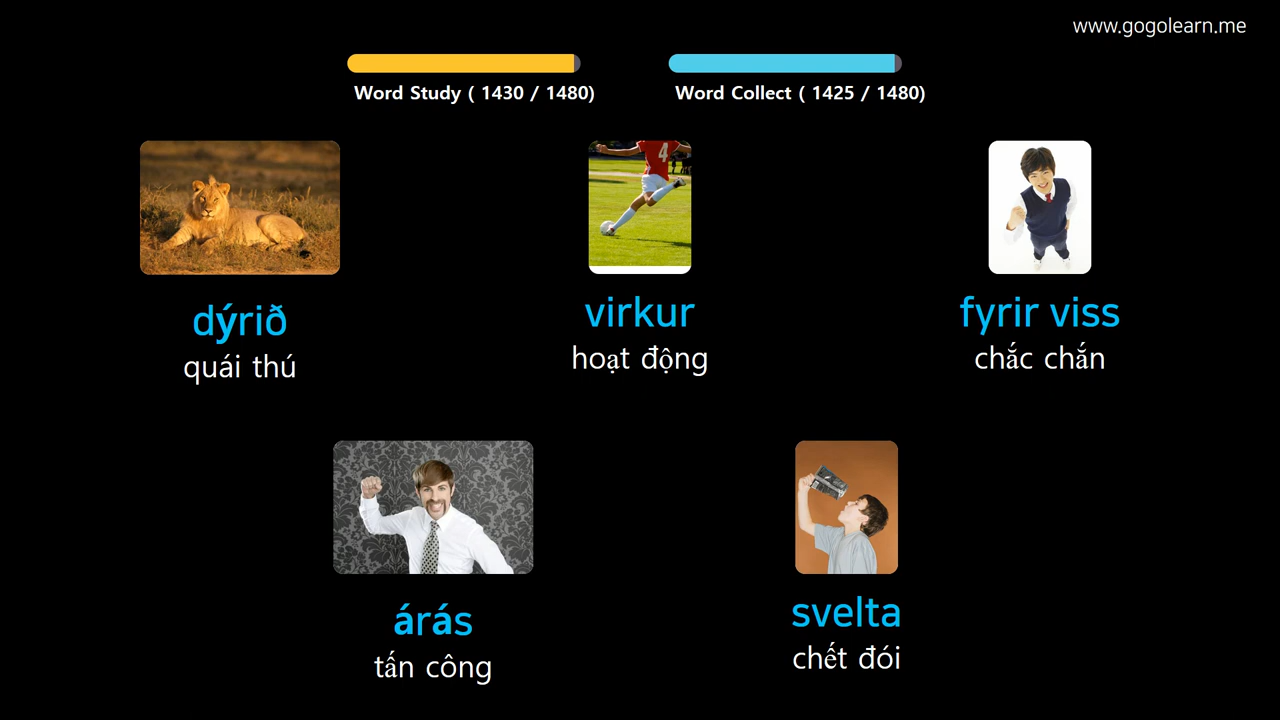 www.gogolearn.me
Word Study ( 1430 / 1480)
Word Collect ( 1425 / 1480)
4
dýrið
quái thú
virkur
hoạt động
fyrir viss
chắc chắn
árás
tấn công
svelta
chết đói